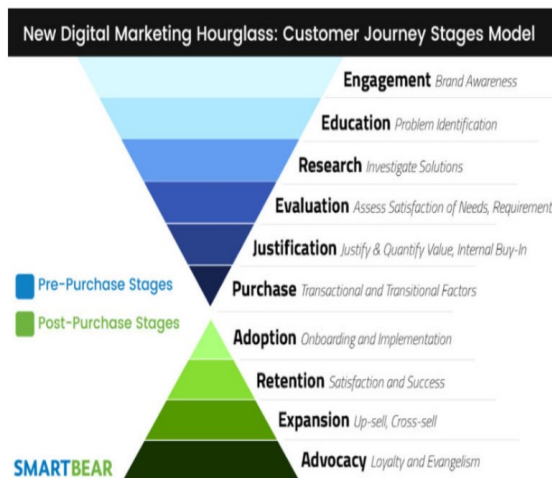 New Digital Marketing Hourglass: Customer Journey Stages Model
Engagement Brand Awareness
Education Problem Identification
Research Investigate Solutions
Evaluation Assess Satisfaction of Needs, Requirement
Justification Justify & Quantify Value, Internal Buy-In
Pre-Purchase Stages
Purchase Transactional and Transitional Factors
Post-Purchase Stages
Adoption Onboarding and Implementation
Retention Satisfaction and Success
Expansion Up-sell, Cross-sell
Advocacy Loyalty and Evangelism
SMARTBEAR